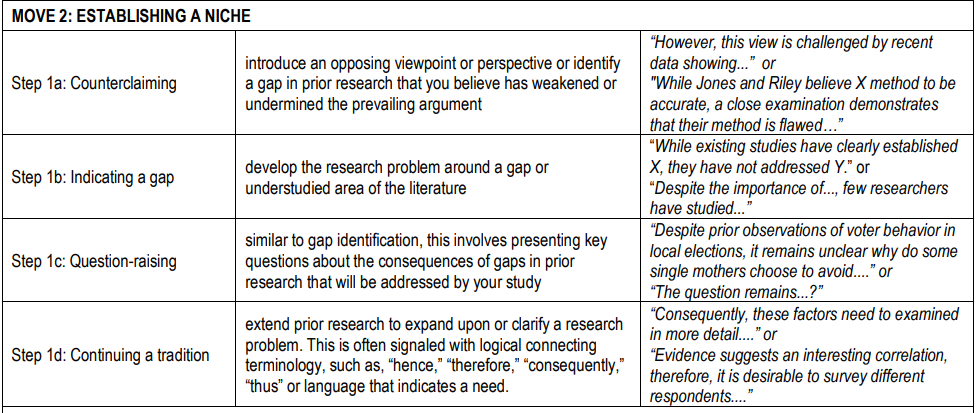 MOVE 2: ESTABLISHING A NICHE
Step 1a: Counterclaiming
introduce an opposing viewpoint or perspective or identify
a gap in prior research that you believe has weakened or
undermined the prevailing argument
“However, this view is challenged by recent
data showing...” or
"While Jones and Riley believe X method to be
accurate, a close examination demonstrates
that their method is flawed…”
Step 1b: Indicating a gap
develop the research problem around a gap or
understudied area of the literature
“While existing studies have clearly established
X, they have not addressed Y.” or
“Despite the importance of..., few researchers
have studied...”
Step 1c: Question-raising
similar to gap identification, this involves presenting key
questions about the consequences of gaps in prior
research that will be addressed by your study
“Despite prior observations of voter behavior in
local elections, it remains unclear why do some
single mothers choose to avoid....” or
“The question remains...?”
Step 1d: Continuing a tradition
extend prior research to expand upon or clarify a research
problem. This is often signaled with logical connecting
terminology, such as, “hence,” “therefore,” “consequently,”
“thus” or language that indicates a need.
“Consequently, these factors need to examined
in more detail....” or
“Evidence suggests an interesting correlation,
therefore, it is desirable to survey different
respondents....”